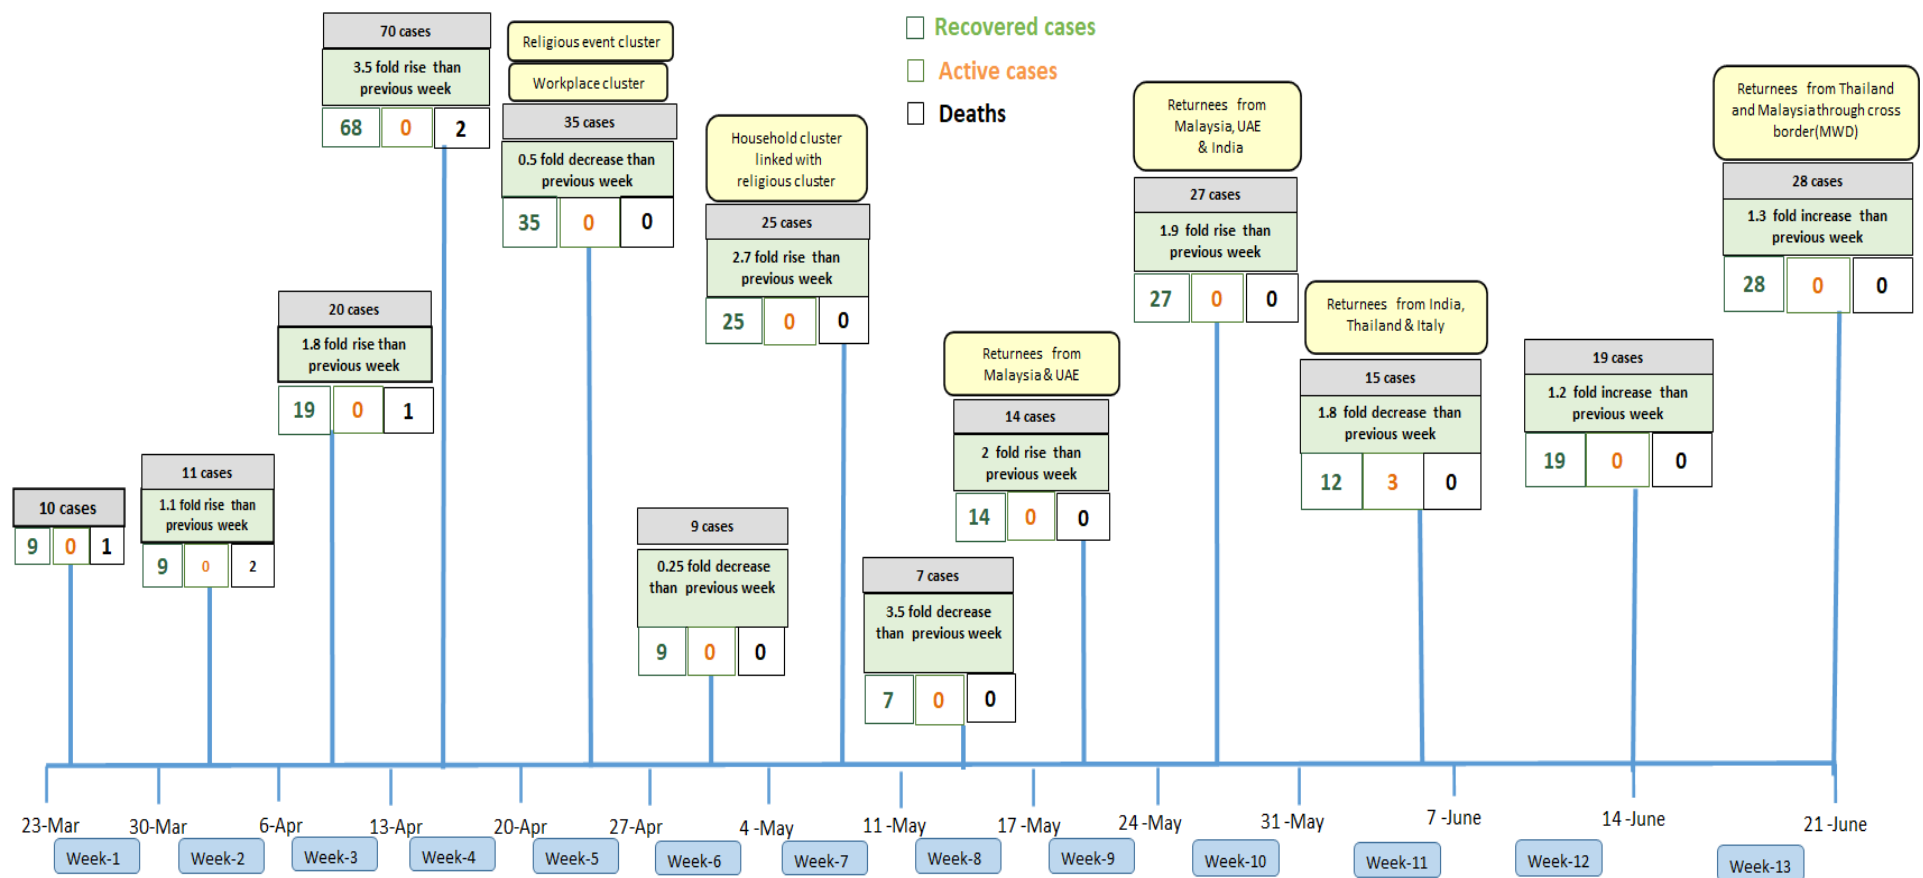 Recovered cases
Active cases
Deaths
10 cases
9 0 1
11 cases
1.1 fold rise than
previous week
9 0 2
20 cases
1.8 fold rise than
previous week
19 0 1
70 cases
3.5 fold rise than
previous week
68 0 2
Religious event cluster
Workplace cluster
35 cases
0.5 fold decrease than
previous week
35 0 0
9 cases
0.25 fold decrease
than previous week
9 0 0
Household cluster
linked with
religious cluster
25 cases
2.7 fold rise than
previous week
25 0 0
7 cases
3.5 fold decrease
than previous week
7 0 0
Returnees from
Malaysia & UAE
14 cases
2 fold rise than
previous week
14 0 0
Returnees from
Malaysia, UAE
& India
27 cases
1.9 fold rise than
previous week
27 0 0
Returnees from India,
Thailand & Italy
15 cases
1.8 fold decrease than
previous week
12 3 0
19 cases
1.2 fold increase than
previous week
19 0 0
Returnees from Thailand
and Malaysiathrough cross
border(MWD)
28 cases
1.3 fold increase than
previous week
28 0 0
23-Mar 30-Mar 6-Apr 13-Apr 20-Apr 27-Apr 4 -May 11-May 17-May 24-May 31-May 7 -June 14 -June 21 -June
Week-1 Week-2 Week-3 Week-4 Week-5 Week-6 Week-7 Week-8 Week-9 Week-10 Week-11 Week-12 Week-13